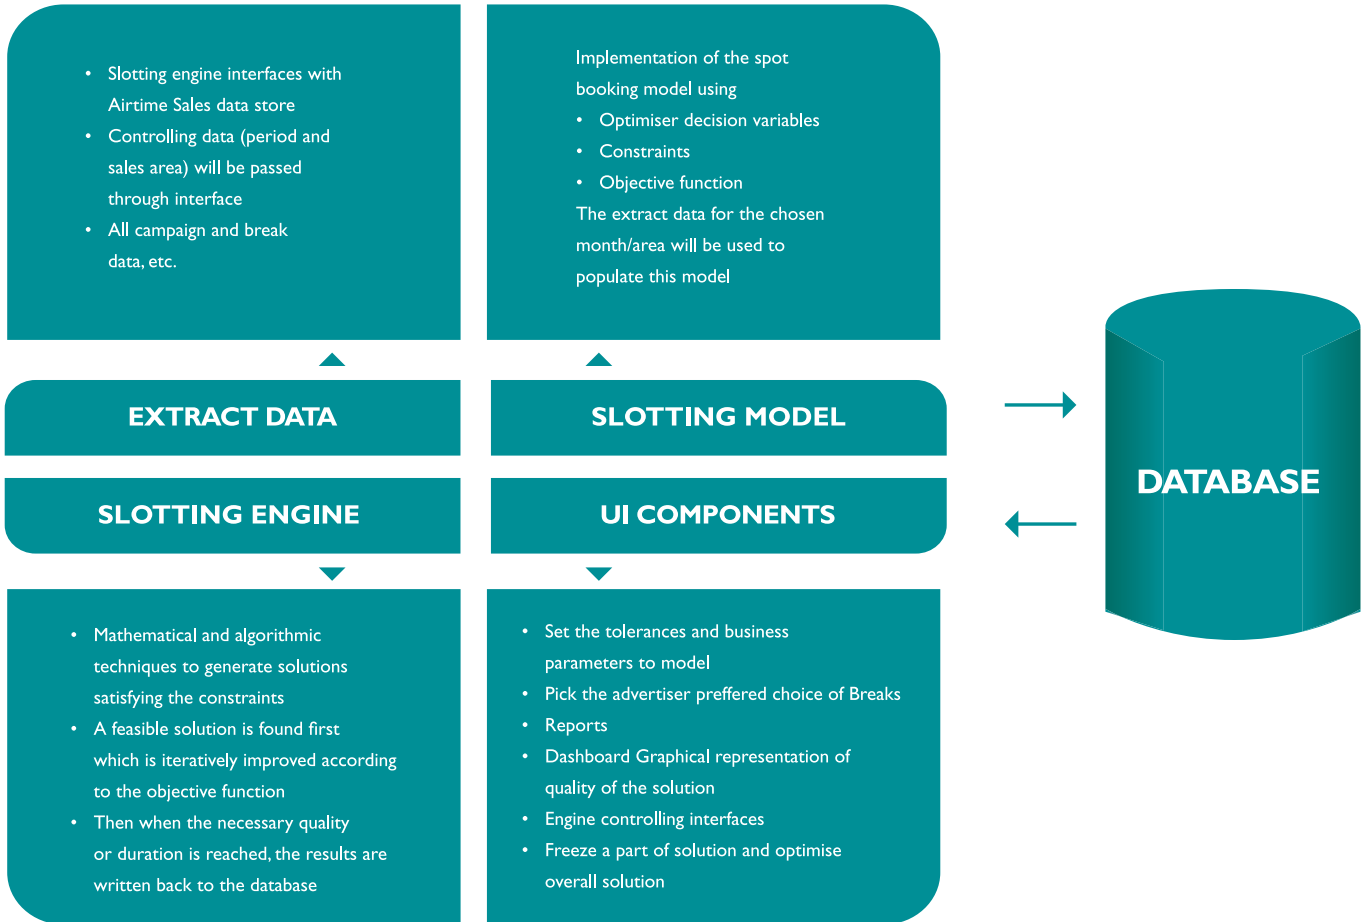 • Slotting engine interfaces with
Airtime Sales data store
• Controlling data (period and
sales area) will be passed
through interface
• All campaign and break
data, etc.
Implementation of the spot
booking model using
• Optimiser decision variables
• Constraints
• Objective function
The extract data for the chosen
month/area will be used to
populate this model
EXTRACT DATA
SLOTTING MODEL
SLOTTING ENGINE
UI COMPONENTS
DATABASE
• Mathematical and algorithmic
techniques to generate solutions
satisfying the constraints
• A feasible solution is found first
which is iteratively improved according
to the objective function
• Then when the necessary quality
or duration is reached, the results are
written back to the database
• Set the tolerances and business
parameters to model
• Pick the advertiser preffered choice of Breaks
• Reports
• Dashboard Graphical representation of
quality of the solution
• Engine controlling interfaces
• Freeze a part of solution and optimise
overall solution